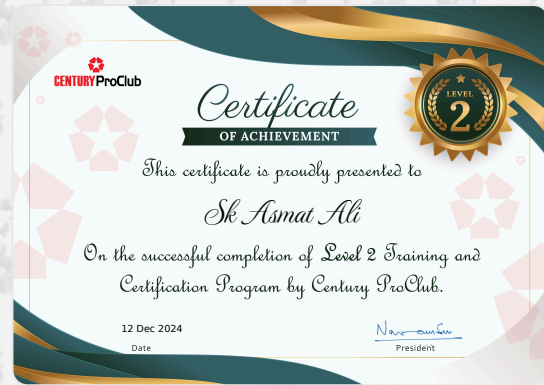 CENTURY ProClub
LEVEL
2
Certificate
OF ACHIEVEMENT
This certificate is proudly presented to
Sk Asmat Ali
On the successful completion of Level 2 Training and
Certification Program by Century ProClub.
12 Dec 2024
Date
President